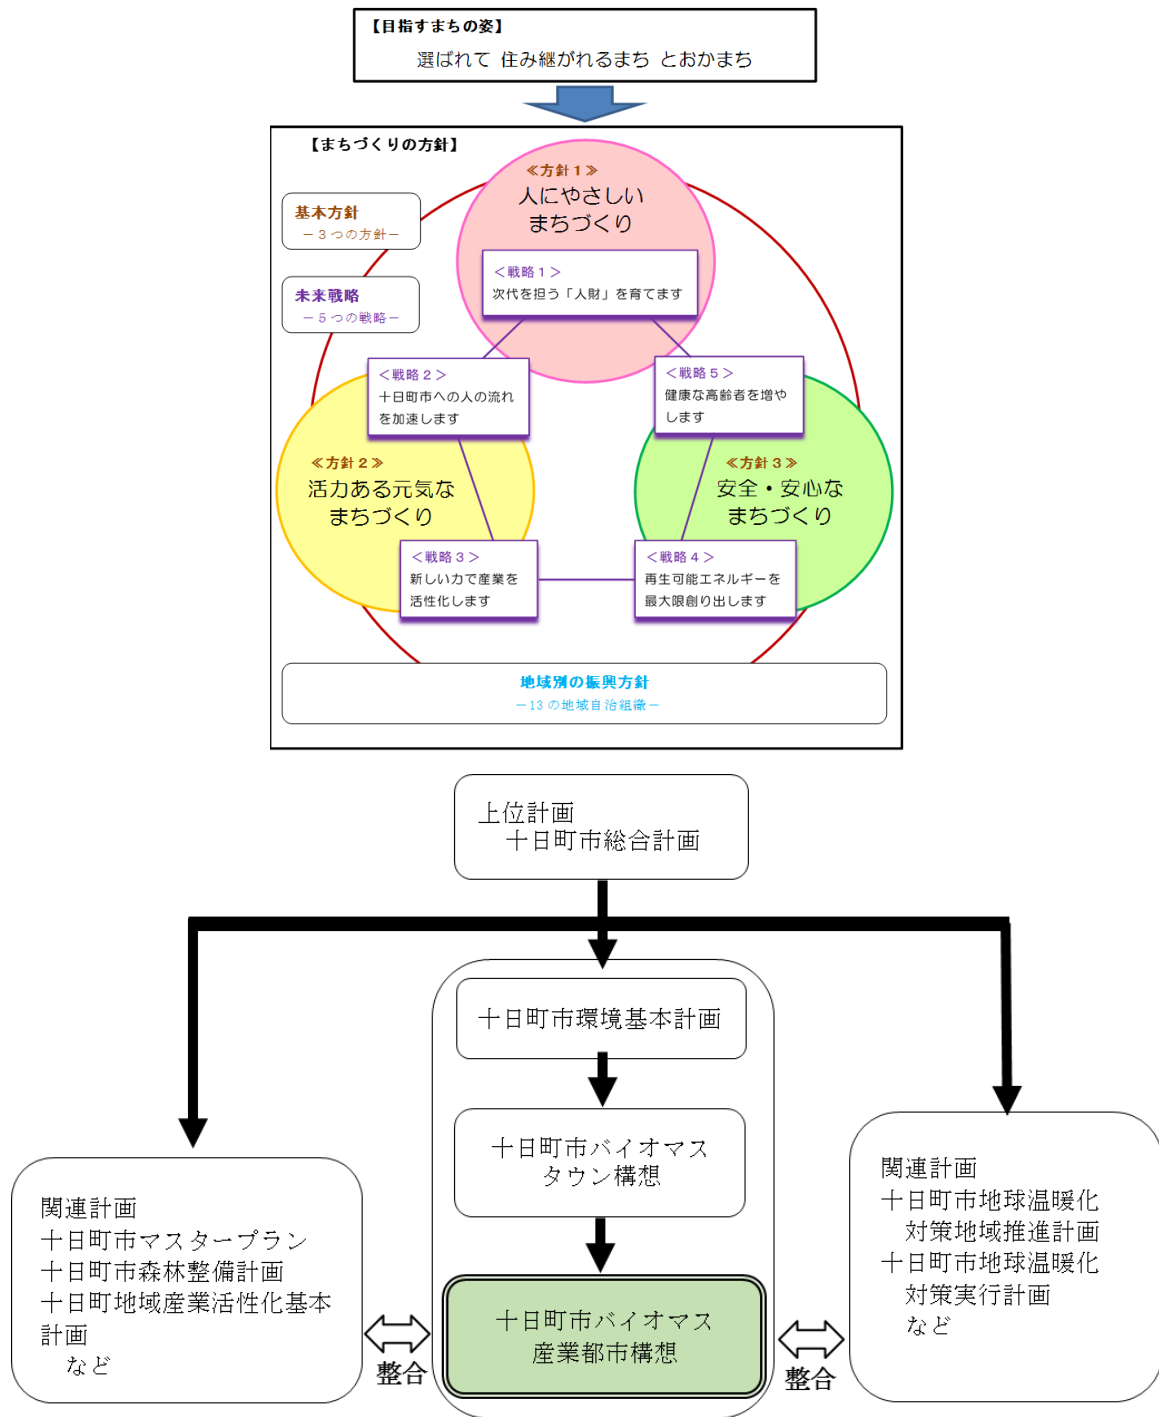 【目指すまちの姿】
選ばれて 住み継がれるまち とおかまち
【まちづくりの方針】
≪方針１≫
人にやさしい
まちづくり
基本方針
－３つの方針－
未来戦略
－５つの戦略－
＜戦略１＞
次代を担う「人財」を育てます
＜戦略２＞
十日町市への人の流れ
を加速します
＜戦略５＞
健康な高齢者を増や
します
≪方針２≫
活力ある元気な
まちづくり
≪方針３≫
安全・安心な
まちづくり
＜戦略３＞
新しい力で産業を
活性化します
＜戦略４＞
再生可能エネルギーを
最大限創り出します
地域別の振興方針
－13の地域自治組織－
上位計画
十日町市総合計画
十日町市環境基本計画
十日町市バイオマス
タウン構想
関連計画
十日町市マスタープラン
十日町市森林整備計画
十日町地域産業活性化基本
計画
など
整合
十日町市バイオマス
産業都市構想
整合
関連計画
十日町市地球温暖化
対策地域推進計画
十日町市地球温暖化
対策実行計画
など